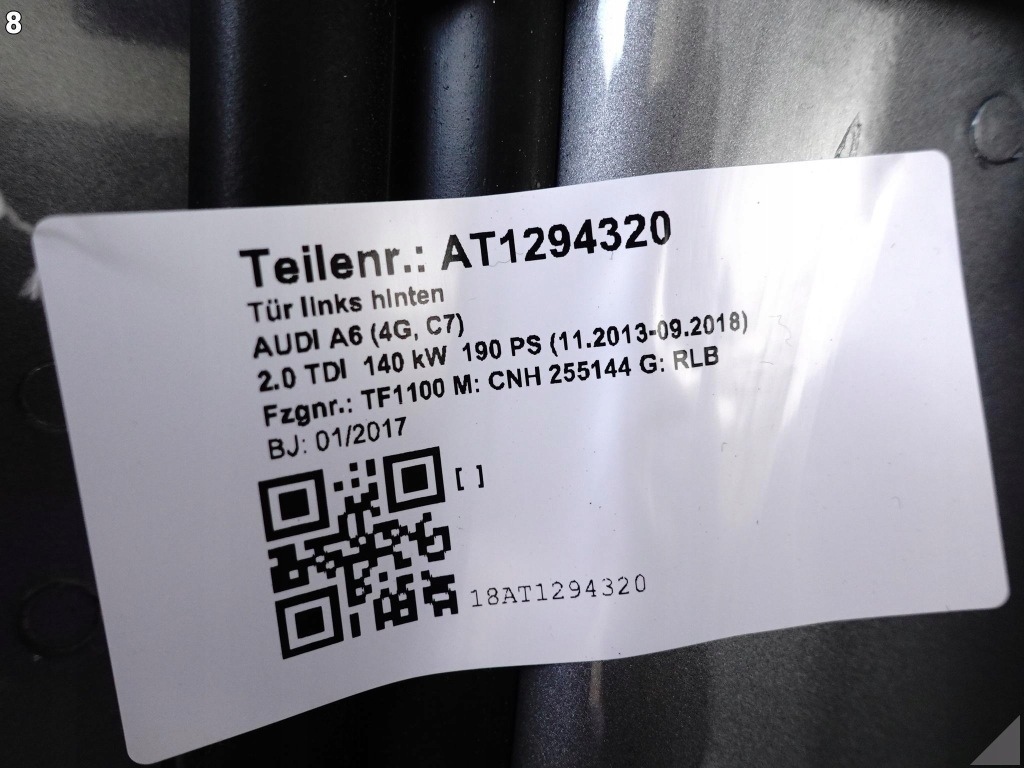 8
Teilenr.: AT1294320
Tür links hinten
AUDI A6 (4G, C7)
2.0 TDI 140 kW 190 PS (11.2013-09.2018)
Fzgnr.: TF1100 M: CNH 255144 G: RLB
BJ: 01/2017
[ ]
18AT1294320